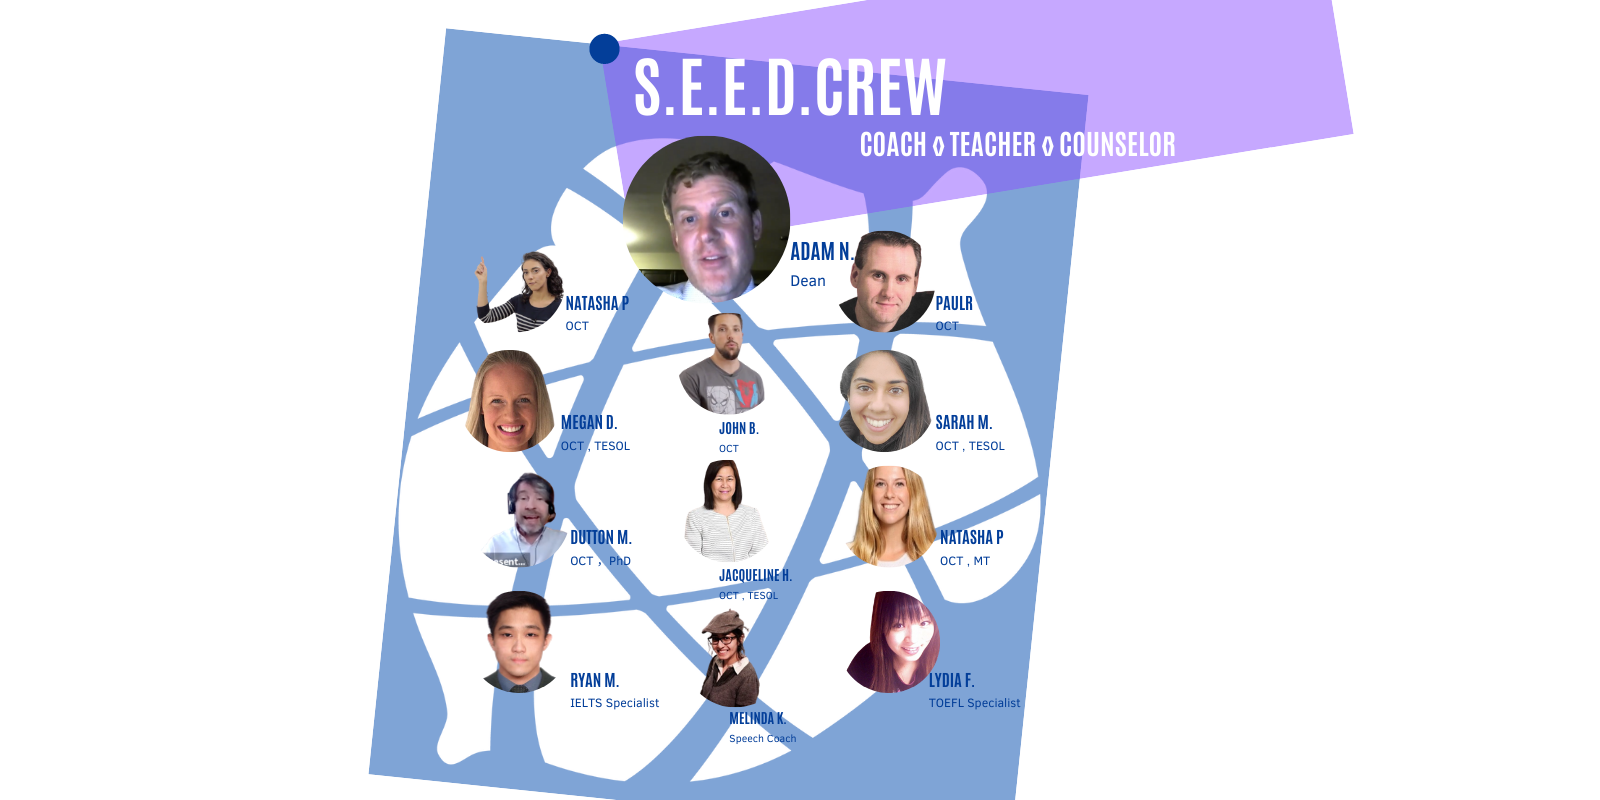 S.E.E.D.CREW
COACH ◊ TEACHER ◊ COUNSELOR
ADAM N.
Dean
NATASHA P
OCT
PAULR
OCT
MEGAN D.
OCT , TESOL
JOHN B.
OCT
SARAH M.
OCT , TESOL
DUTTON M.
OCT , PhD
JACQUELINE H.
OCT , TESOL
NATASHA P
OCT , MT
RYAN M.
IELTS Specialist
MELINDA K.
Speech Coach
LYDIA F.
TOEFL Specialist